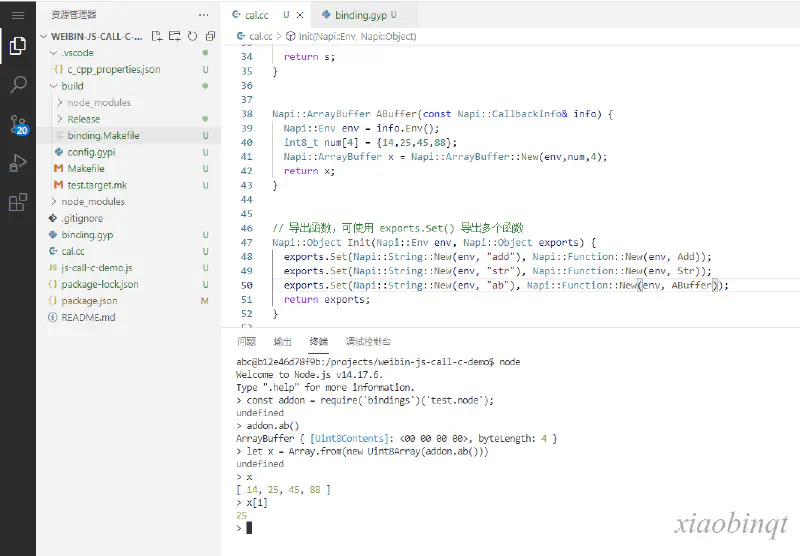 资源管理器 ···
cal.cc U ×
binding.gyp U
WEIBIN-JS-CALL-C-...
cal.cc > Init(Napi::Env, Napi::Object)
.vscode
c_cpp_properties.json U
build
node_modules
Release
binding.Makefile U
config.gypi U
Makefile U
test.target.mk U
node_modules
.gitignore
binding.gyp U
cal.cc U
js-call-c-demo.js U
package-lock.json U
package.json M
README.md
20
34 return s;
35 }
36
37
38 Napi::ArrayBuffer ABuffer(const Napi::CallbackInfo& info) {
39 Napi::Env env = info.Env();
40 int8_t num[4] = {14,25,45,88};
41 Napi::ArrayBuffer x = Napi::ArrayBuffer::New(env,num,4);
42 return x;
43 }
44
45
46 // 导出函数，可使用 exports.Set() 导出多个函数
47 Napi::Object Init(Napi::Env env, Napi::Object exports) {
48 exports.Set(Napi::String::New(env, "add"), Napi::Function::New(env, Add));
49 exports.Set(Napi::String::New(env, "str"), Napi::Function::New(env, Str));
50 exports.Set(Napi::String::New(env, "ab"), Napi::Function::New(env, ABuffer));
51 return exports;
52 }
问题 输出 终端 调试控制台
abc@b12e46d78f9b:/projects/weibin-js-call-c-demo$ node
Welcome to Node.js v14.17.6.
Type ".help" for more information.
> const addon = require('bindings')('test.node');
undefined
> addon.ab()
ArrayBuffer { [Uint8Contents]: <00 00 00 00>, byteLength: 4 }
> let x = Array.from(new Uint8Array(addon.ab()))
undefined
> x
[ 14, 25, 45, 88 ]
> x[1]
25
>
xiaobinqt